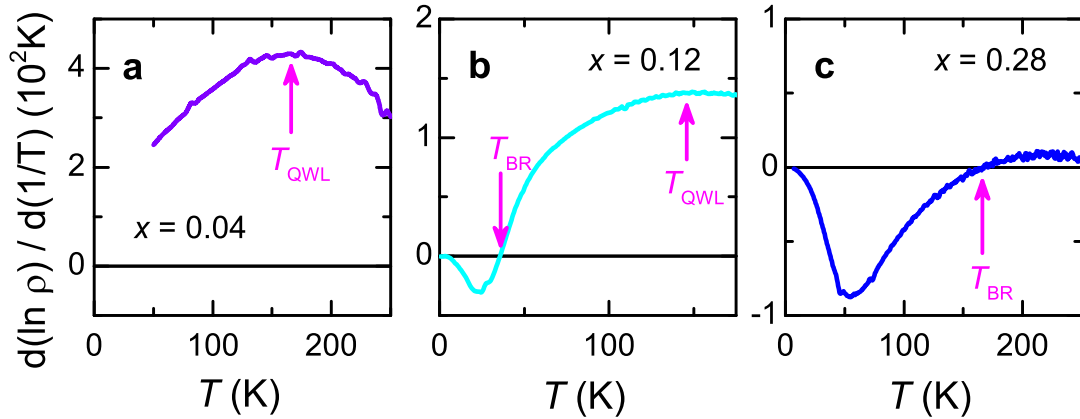 d(ln ρ) / d(1/T) (10²K)
a
4
2
0
T_QWL
x = 0.04
0
100
200
T (K)
b
x = 0.12
2
1
0
T_BR
T_QWL
0
100
T (K)
c
x = 0.28
1
0
-1
T_BR
0
100
200
T (K)